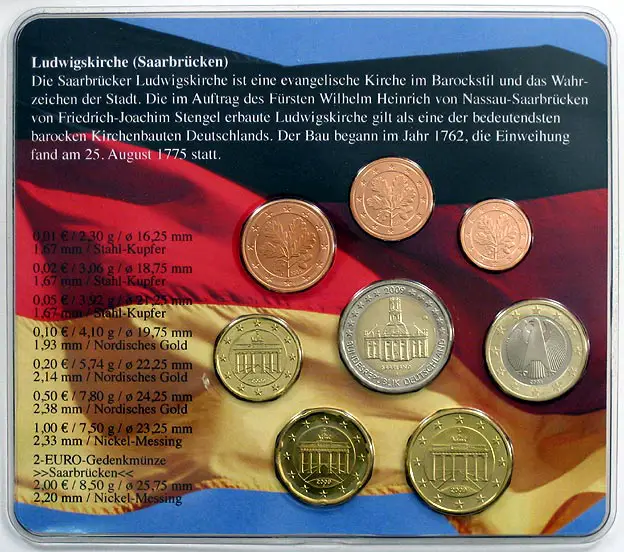 Ludwigskirche (Saarbrücken)
Die Saarbrücker Ludwigskirche ist eine evangelische Kirche im Barockstil und das Wahr-
zeichen der Stadt. Die im Auftrag des Fürsten Wilhelm Heinrich von Nassau-Saarbrücken
von Friedrich-Joachim Stengel erbaute Ludwigskirche gilt als eine der bedeutendsten
barocken Kirchenbauten Deutschlands. Der Bau begann im Jahr 1762, die Einweihung
fand am 25. August 1775 statt.
0,01 € / 2,30 g / ø 16,25 mm
1,67 mm / Stahl-Kupfer
0,02 € / 3,06 g / ø 18,75 mm
1,67 mm / Stahl-Kupfer
0,05 € / 3,92 g / ø 21,25 mm
1,67 mm / Stahl-Kupfer
0,10 € / 4,10 g / ø 19,75 mm
1,93 mm / Nordisches Gold
0,20 € / 5,74 g / ø 22,25 mm
2,14 mm / Nordisches Gold
0,50 € / 7,80 g / ø 24,25 mm
2,38 mm / Nordisches Gold
1,00 € / 7,50 g / ø 23,25 mm
2,33 mm / Nickel-Messing
2-EURO-Gedenkmünze
>>Saarbrücken<<
2,00 € / 8,50 g / ø 25,75 mm
2,20 mm / Nickel-Messing
2009
SAARLAND
BUNDESREPUBLIK DEUTSCHLAND